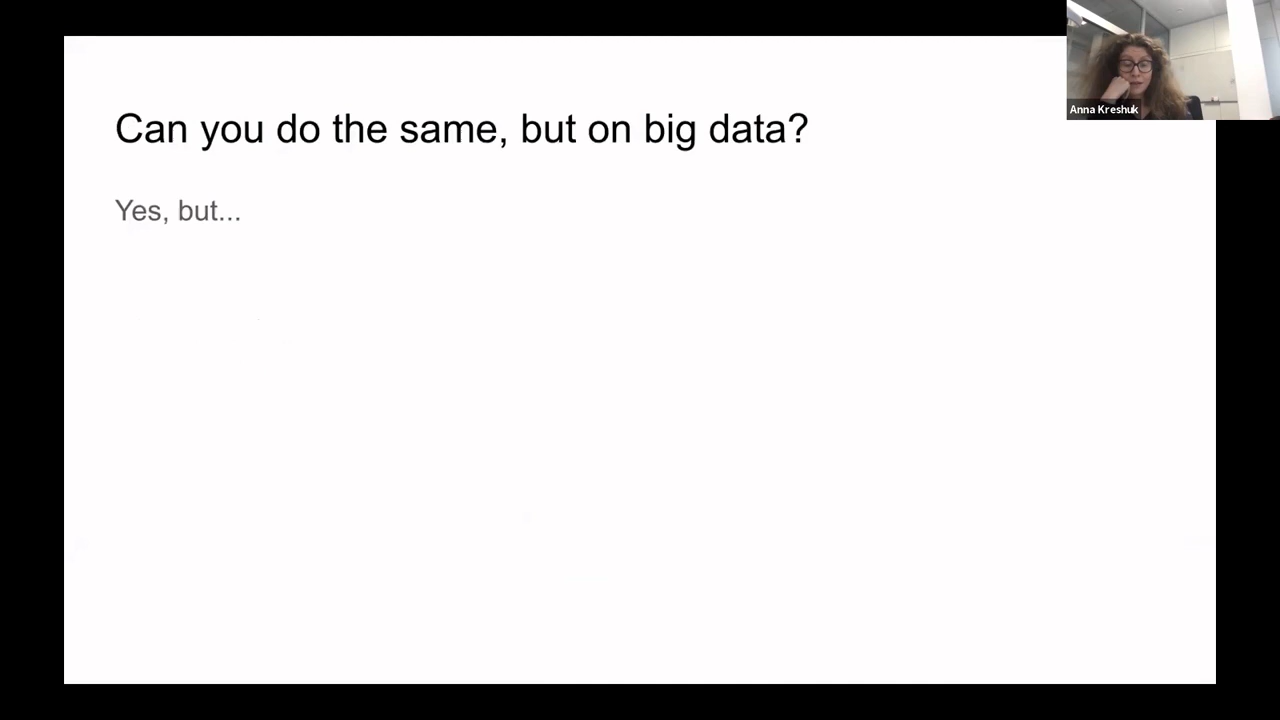 Can you do the same, but on big data?
Yes, but...
Anna Kreshuk